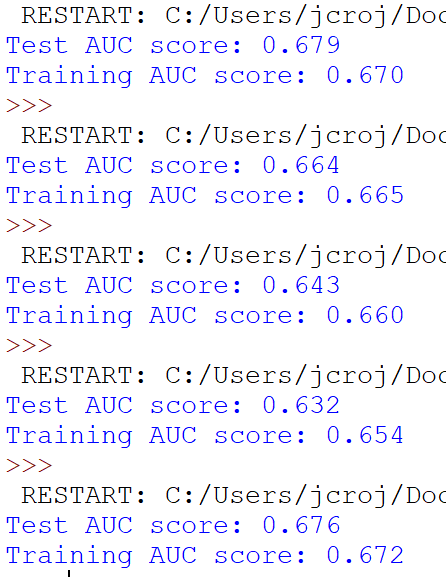 RESTART: C:/Users/jcroj/Doc
Test AUC score: 0.679
Training AUC score: 0.670
>>>
RESTART: C:/Users/jcroj/Doc
Test AUC score: 0.664
Training AUC score: 0.665
>>>
RESTART: C:/Users/jcroj/Doc
Test AUC score: 0.643
Training AUC score: 0.660
>>>
RESTART: C:/Users/jcroj/Doc
Test AUC score: 0.632
Training AUC score: 0.654
>>>
RESTART: C:/Users/jcroj/Doc
Test AUC score: 0.676
Training AUC score: 0.672